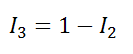 I₃ = 1 − I₂